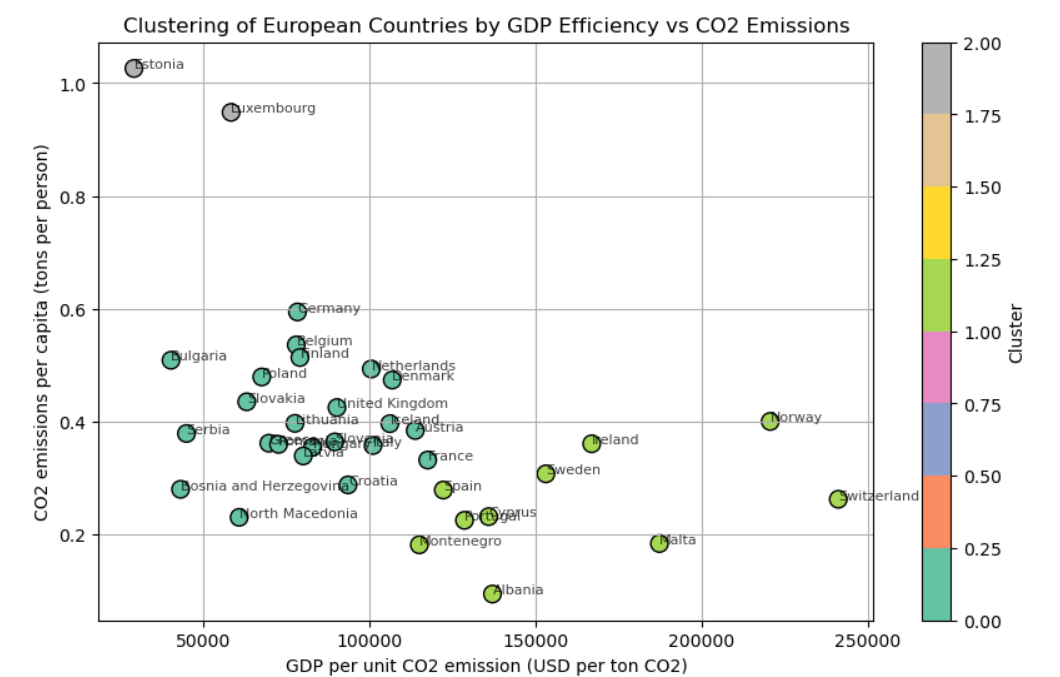 Clustering of European Countries by GDP Efficiency vs CO2 Emissions
CO2 emissions per capita (tons per person)
1.0
0.8
0.6
0.4
0.2
Estonia
Luxembourg
Germany
Belgium
Finland
Bulgaria
Netherlands
Poland
Denmark
Slovakia
United Kingdom
Lithuania
Iceland
Serbia
Austria
Greece
Slovenia
Hungary
Italy
Latvia
France
Bosnia and Herzegovina
Croatia
North Macedonia
Norway
Ireland
Sweden
Spain
Switzerland
Cyprus
Portugal
Montenegro
Malta
Albania
50000
100000
150000
200000
250000
GDP per unit CO2 emission (USD per ton CO2)
2.00
1.75
1.50
1.25
1.00
0.75
0.50
0.25
0.00
Cluster